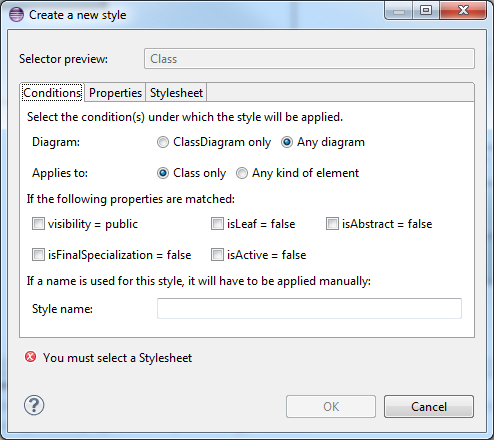 Create a new style
Selector preview: Class
Conditions Properties Stylesheet
Select the condition(s) under which the style will be applied.
Diagram: ClassDiagram only Any diagram
Applies to: Class only Any kind of element
If the following properties are matched:
visibility = public isLeaf = false isAbstract = false
isFinalSpecialization = false isActive = false
If a name is used for this style, it will have to be applied manually:
Style name:
You must select a Stylesheet
? OK Cancel